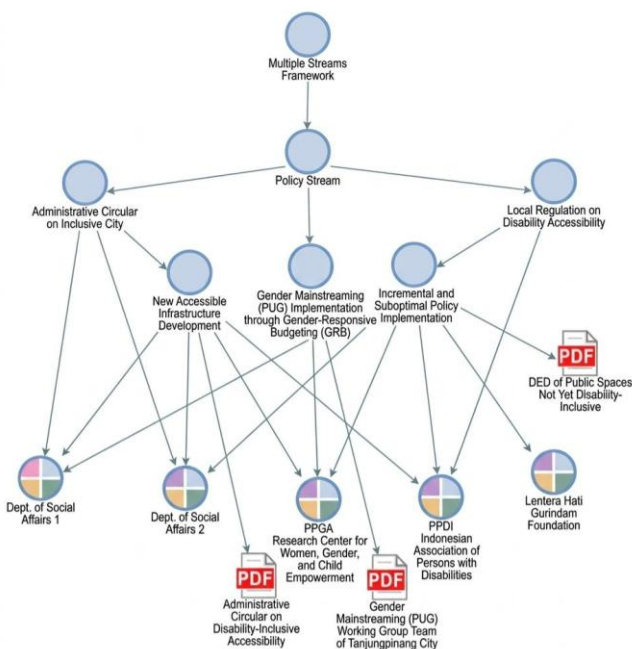 Multiple Streams
Framework
Policy Stream
Administrative Circular
on Inclusive City
Local Regulation on
Disability Accessibility
New Accessible
Infrastructure
Development
Gender Mainstreaming
(PUG) Implementation
through Gender-Responsive
Budgeting (GRB)
Incremental and
Suboptimal Policy
Implementation
PDF
DED of Public Spaces
Not Yet Disability-
Inclusive
Dept. of Social
Affairs 1
Dept. of Social
Affairs 2
PPGA
Research Center for
Women, Gender,
and Child
Empowerment
PPDI
Indonesian
Association of
Persons with
Disabilities
Lentera Hati
Gurindam
Foundation
PDF
Administrative
Circular on
Disability-Inclusive
Accessibility
PDF
Gender
Mainstreaming (PUG)
Working Group Team
of Tanjungpinang City